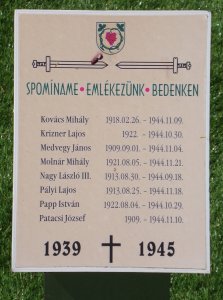 SPOMÍNAME • EMLÉKEZÜNK • BEDENKEN
Kovács Mihály 1918.02.26. – 1944.11.09.
Krizner Lajos 1922. – 1944.10.30.
Medvegy János 1909.09.01. – 1944.11.04.
Molnár Mihály 1921.08.05. – 1944.11.21.
Nagy László III. 1913.08.30. – 1944.09.18.
Pályi Lajos 1913.08.25. – 1944.11.18.
Papp István 1922.08.04. – 1944.10.29.
Patacsi József 1909. – 1944.11.10.
1939 1945